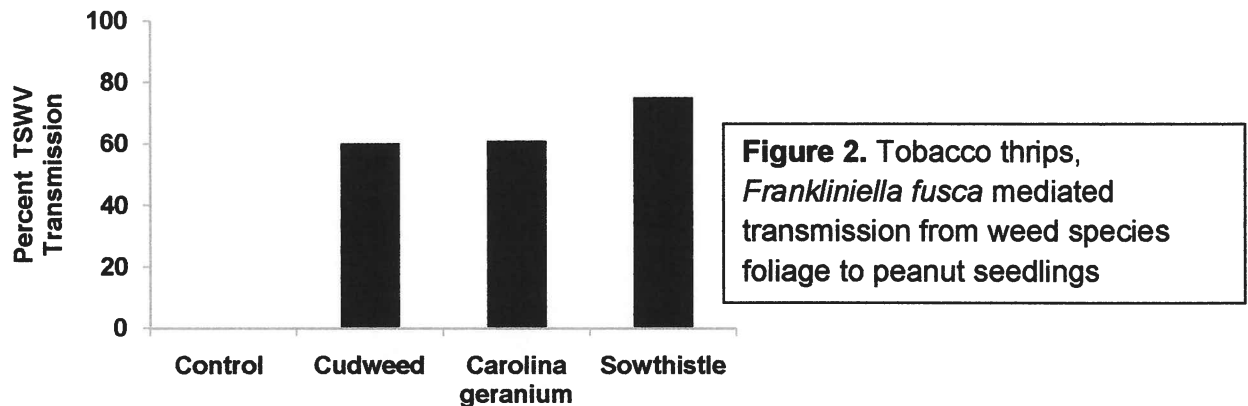 Percent TSWV
Transmission
100
80
60
40
20
0
Control
Cudweed
Carolina
geranium
Sowthistle
Figure 2. Tobacco thrips,
Frankliniella fusca mediated
transmission from weed species
foliage to peanut seedlings